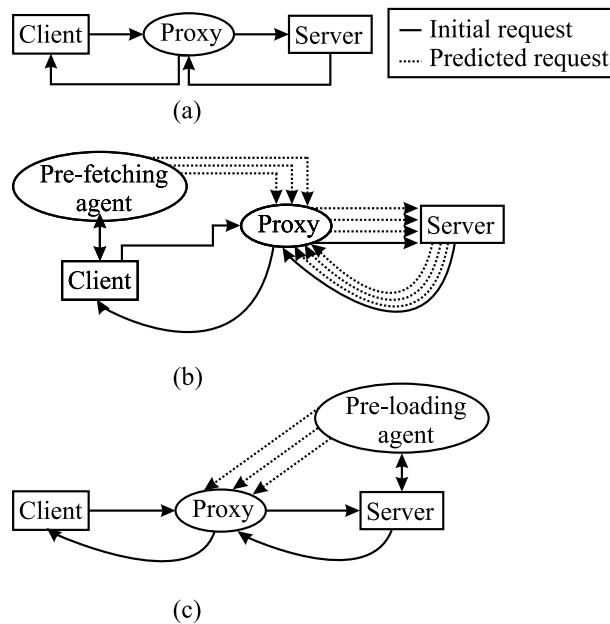 Client
Proxy
Server
Initial request
Predicted request
(a)
Pre-fetching
agent
Proxy
Server
Client
(b)
Pre-loading
agent
Client
Proxy
Server
(c)